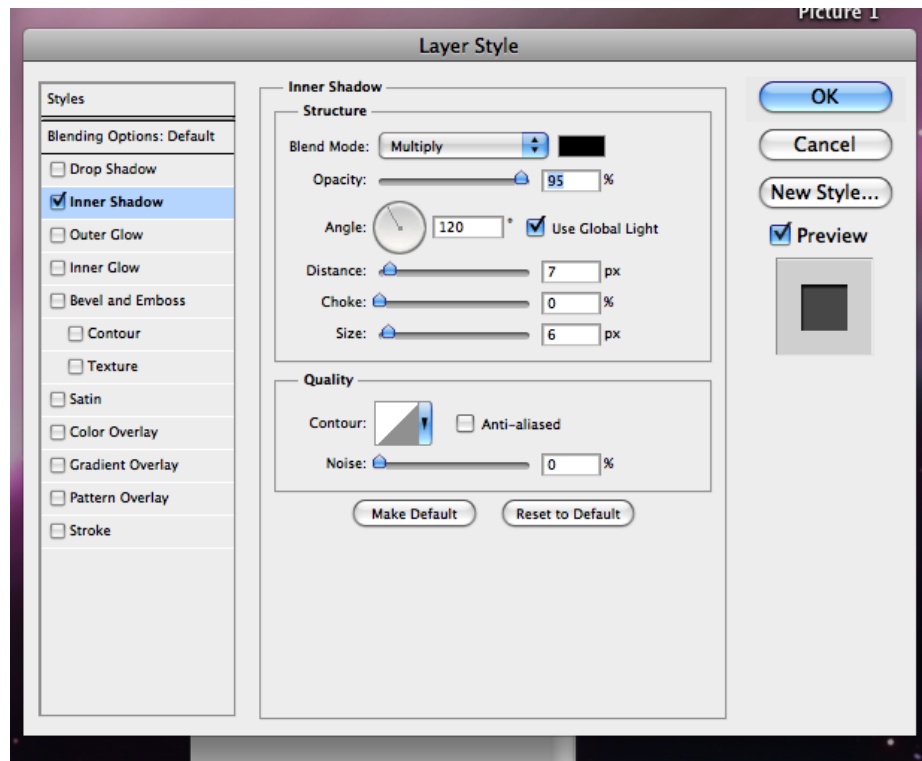 Picture 1
Layer Style
Styles
Blending Options: Default
Drop Shadow
Inner Shadow
Outer Glow
Inner Glow
Bevel and Emboss
Contour
Texture
Satin
Color Overlay
Gradient Overlay
Pattern Overlay
Stroke
Inner Shadow
Structure
Blend Mode: Multiply
Opacity: 95 %
Angle: 120 ° Use Global Light
Distance: 7 px
Choke: 0 %
Size: 6 px
Quality
Contour: Anti-aliased
Noise: 0 %
Make Default Reset to Default
OK
Cancel
New Style...
Preview